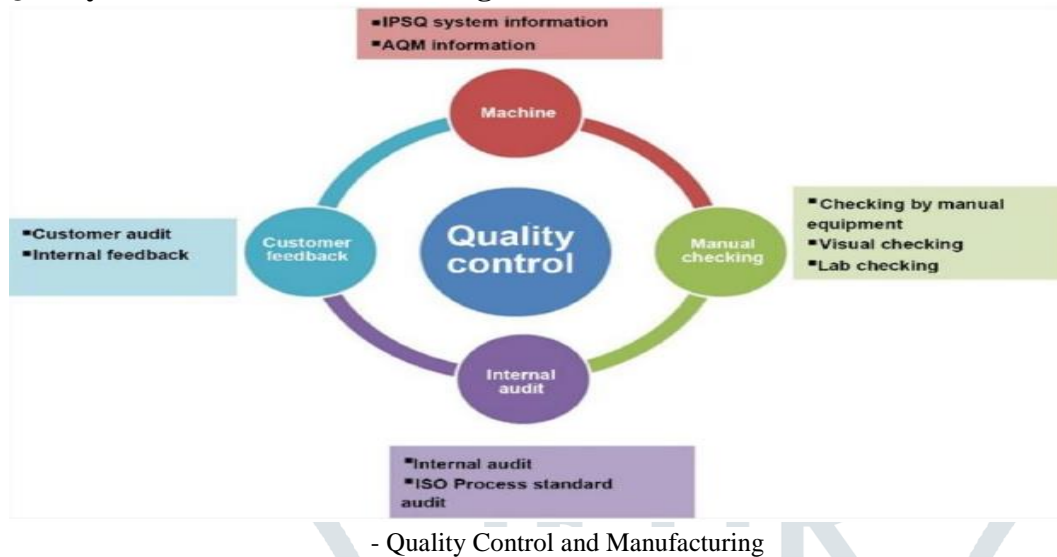 ▪IPSQ system information
▪AQM information
Machine
▪Customer audit
▪Internal feedback
Customer
feedback
Quality
control
Manual
checking
▪Checking by manual
equipment
▪Visual checking
▪Lab checking
Internal
audit
▪Internal audit
▪ISO Process standard
audit
- Quality Control and Manufacturing